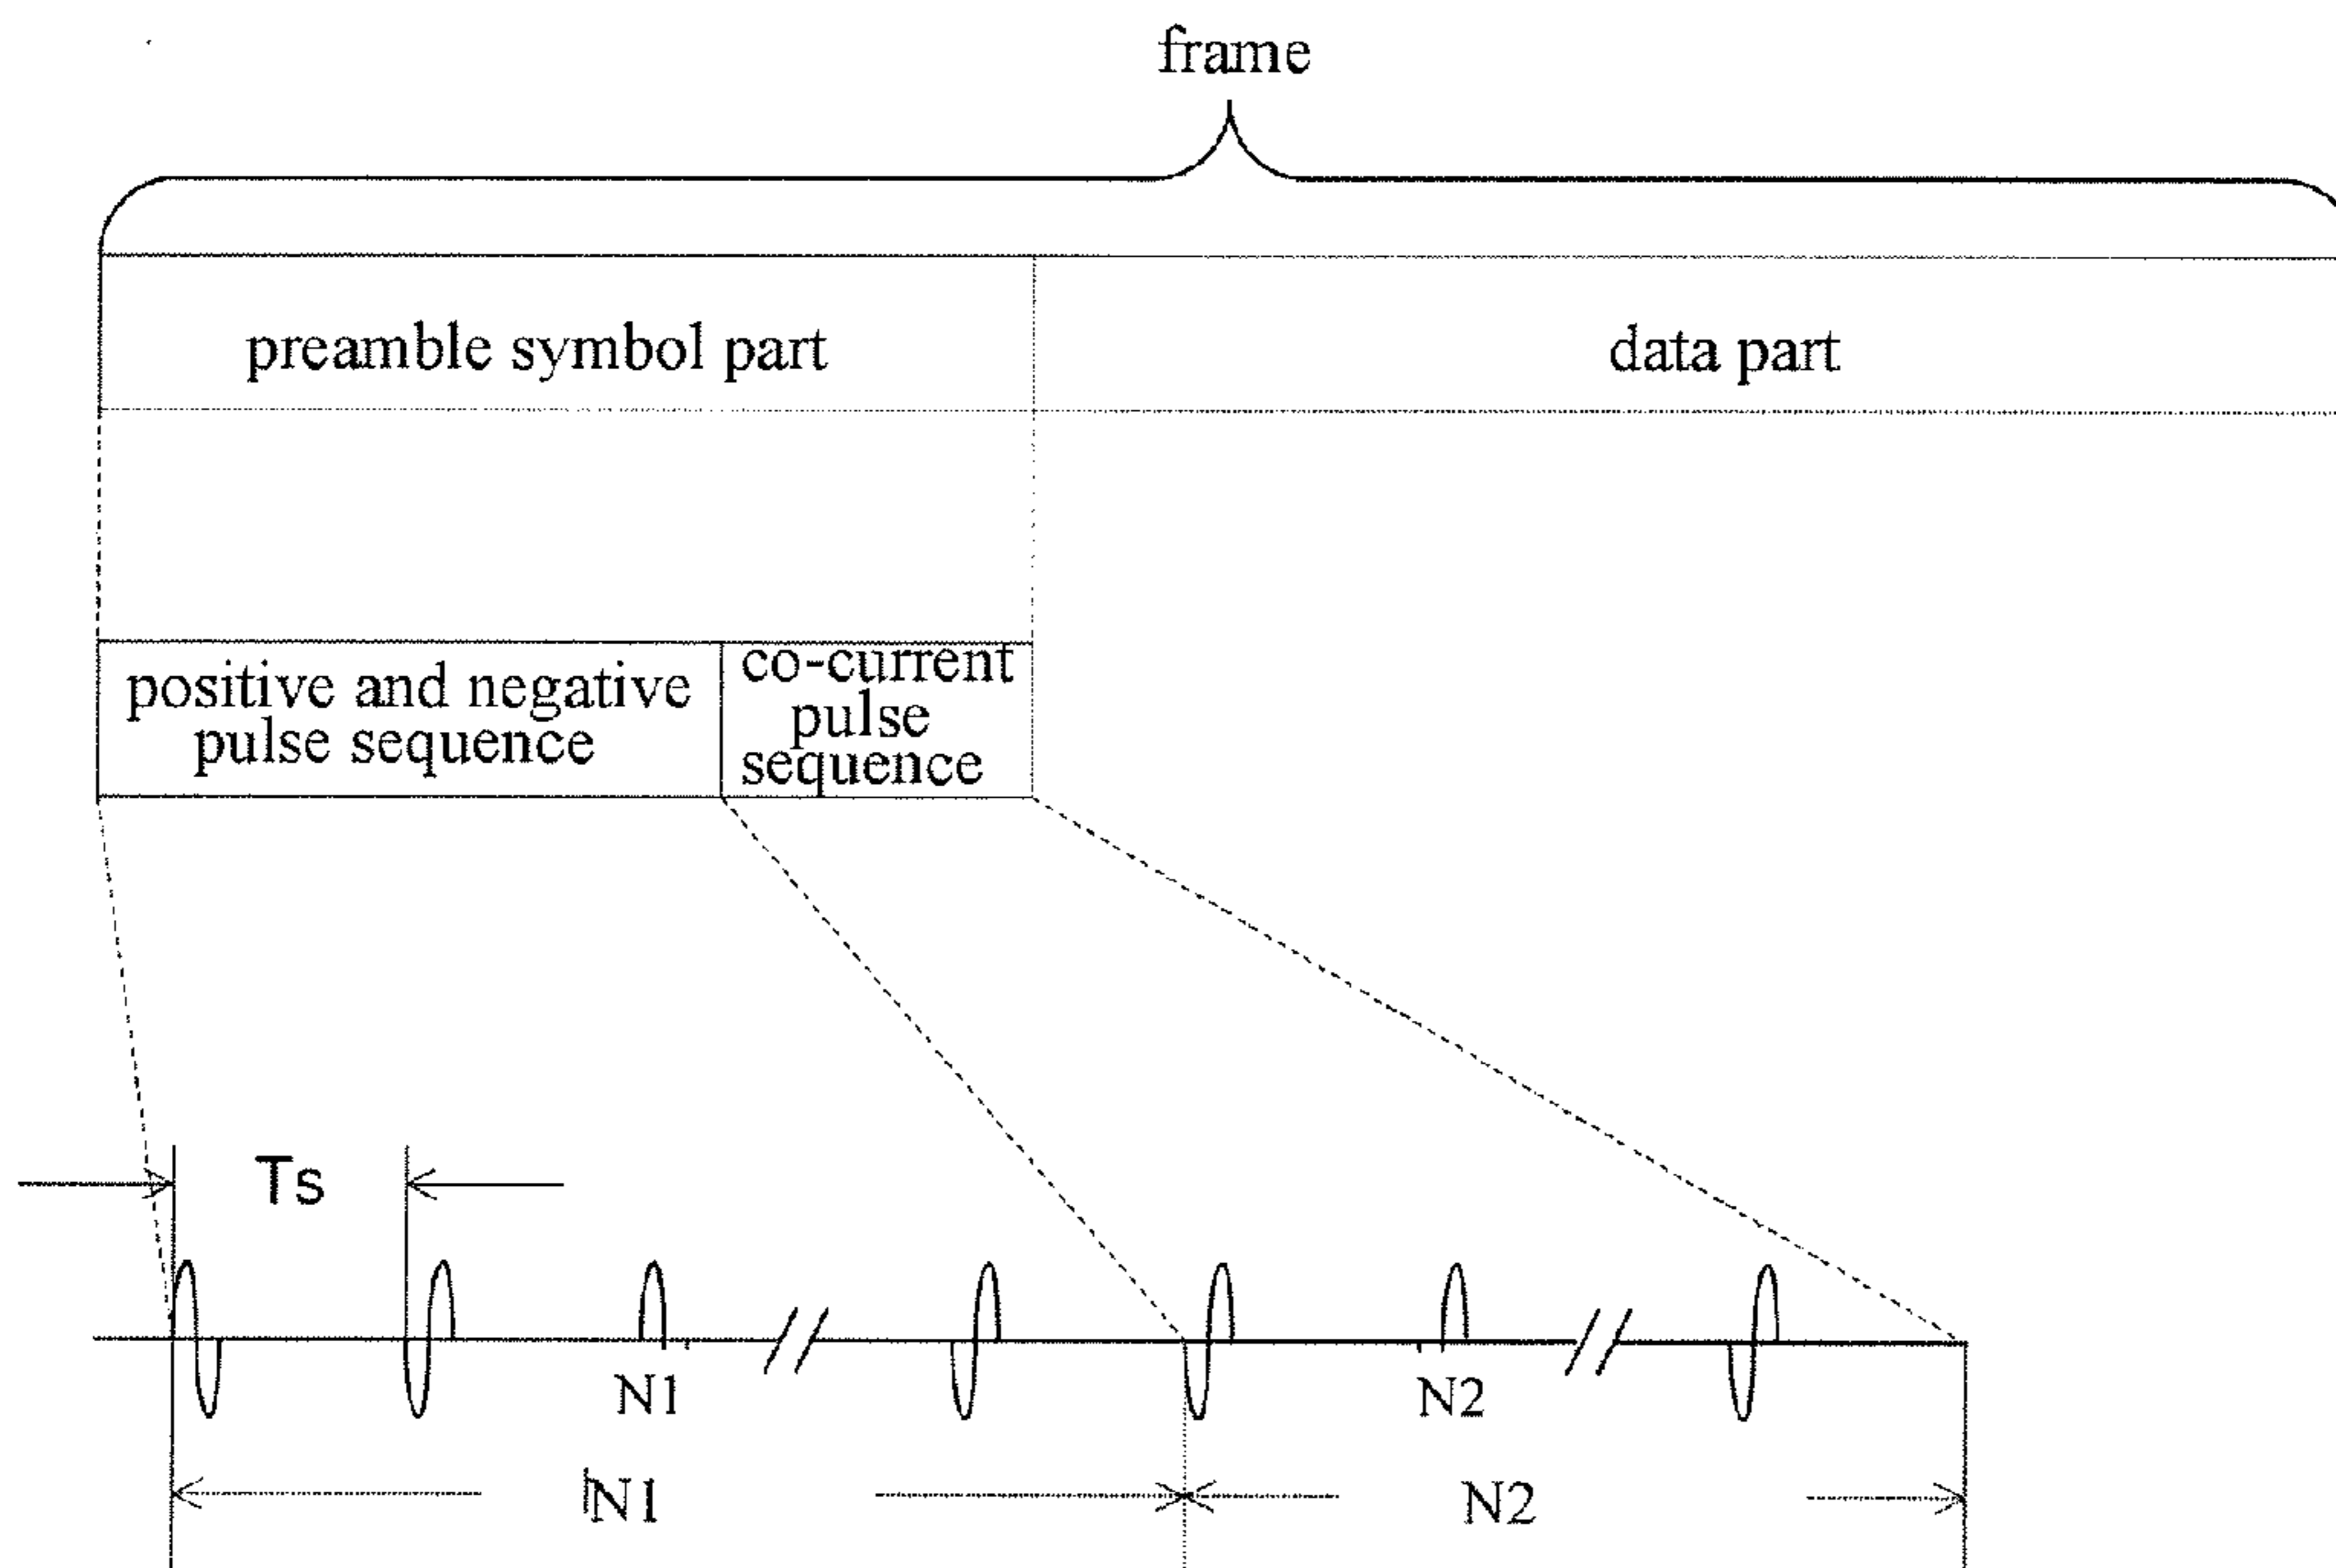 frame
preamble symbol part
data part
positive and negative
pulse sequence
co-current
pulse
sequence
Ts
N1
N2
N1
N2